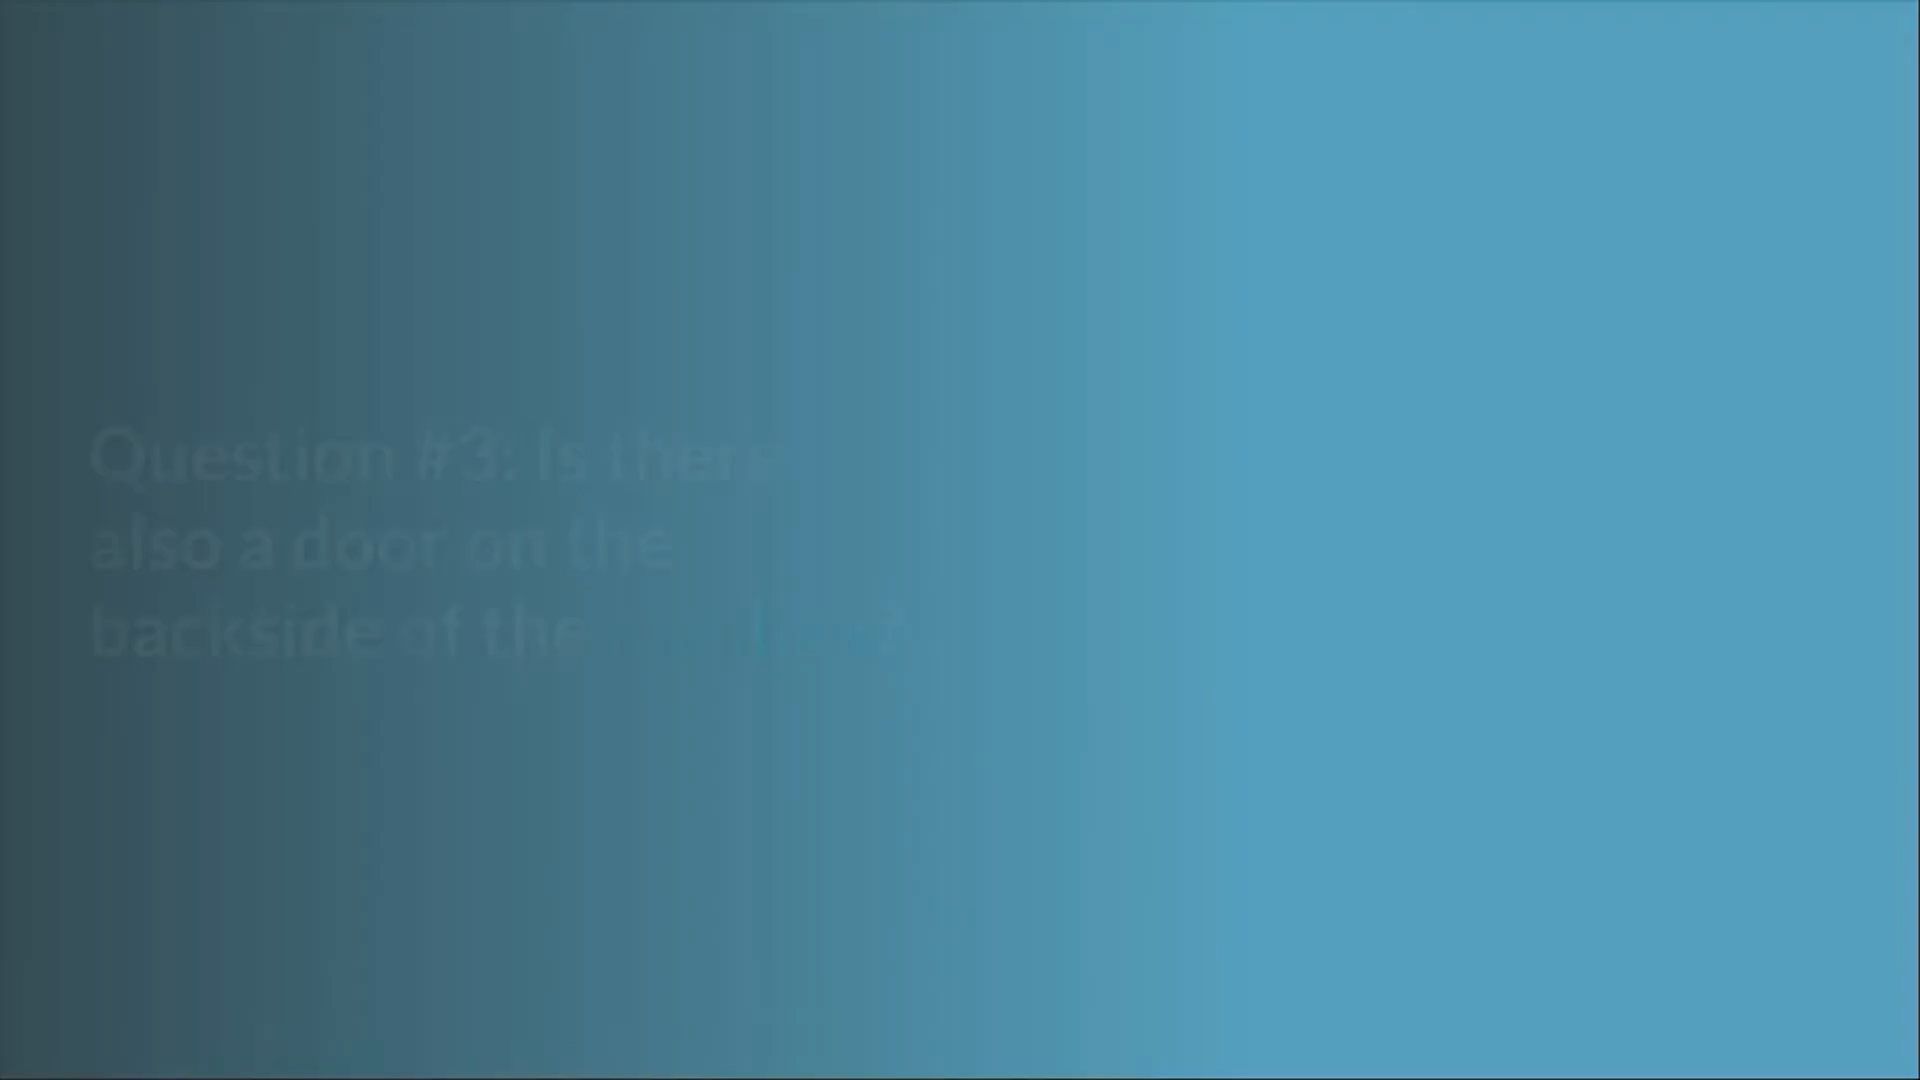 Question #3: Is there
also a door on the
backside of the